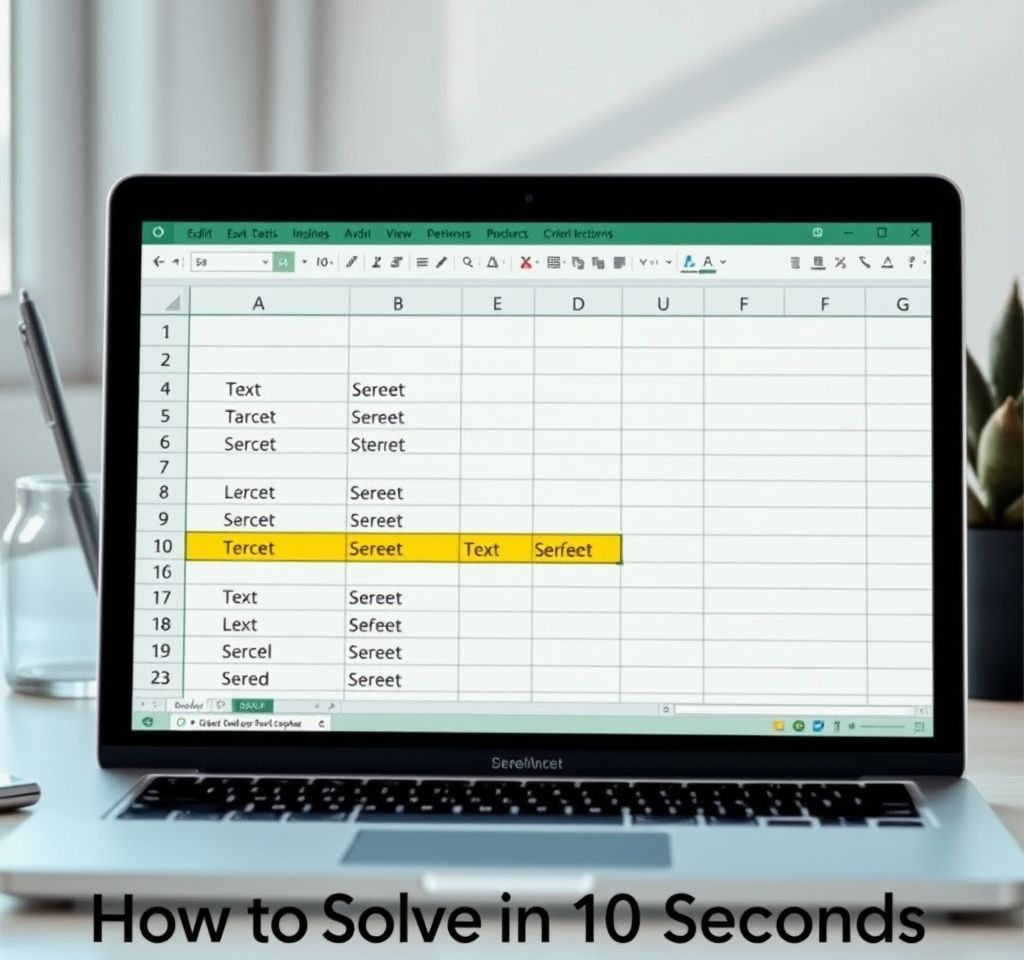 View
A B E D U F F G
1
2
4 Text Sereet
5 Tarcet Sereet
6 Sercet Sterret
7
8 Lercet Sereet
9 Sercet Sereet
10 Tercet Sereet Text Serfect
16
17 Text Sereet
18 Lext Sefeet
19 Sercel Sereet
23 Sered Sereet
How to Solve in 10 Seconds